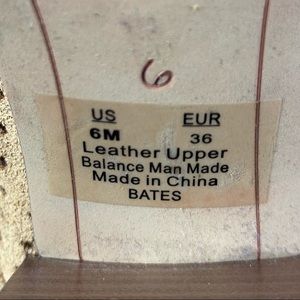 6
US EUR
6M 36
Leather Upper
Balance Man Made
Made in China
BATES